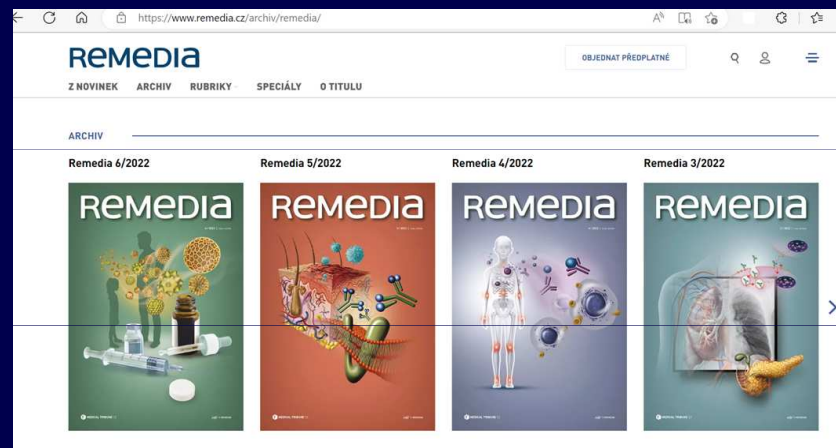 https://www.remedia.cz/archiv/remedia/
Remedia
OBJEDNAT PŘEDPLATNÉ
Z NOVINEK ARCHIV RUBRIKY SPECIÁLY O TITULU
ARCHIV
Remedia 6/2022 Remedia 5/2022 Remedia 4/2022 Remedia 3/2022
Remedia Remedia Remedia Remedia